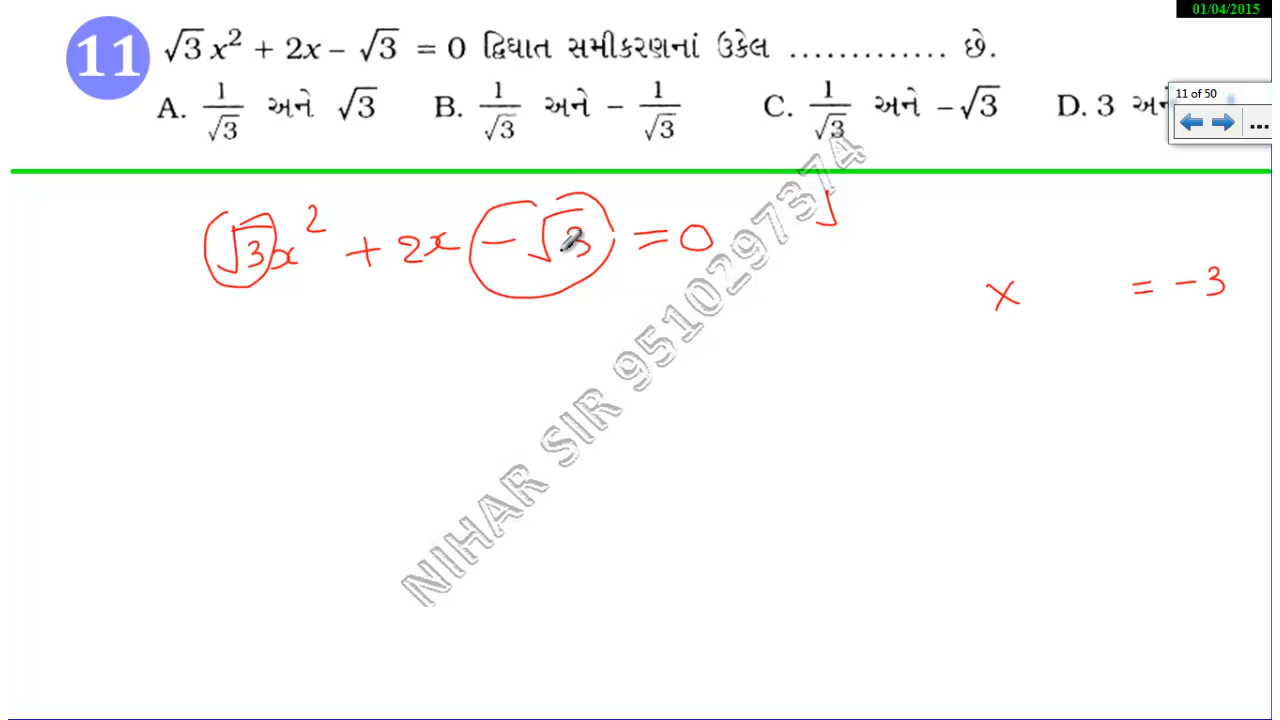 01/04/2015
11 √3 x² + 2x – √3 = 0 દ્વિઘાત સમીકરણનાં ઉકેલ ............. છે.
A. 1/√3 અને √3 B. 1/√3 અને – 1/√3 C. 1/√3 અને –√3 D. 3 અને
11 of 50
√3x² + 2x – √3 = 0
x = –3
NIHAR SIR 9510297374